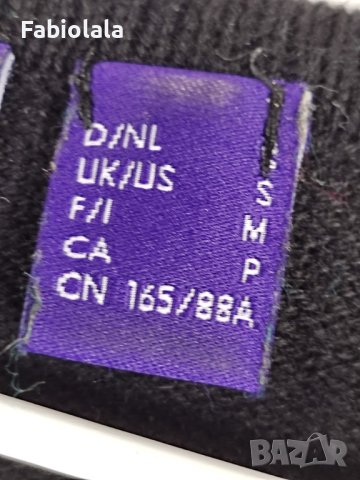 Fabiolala
D/NL
UK/US S
F/I M
CA P
CN 165/88A
BAZAR